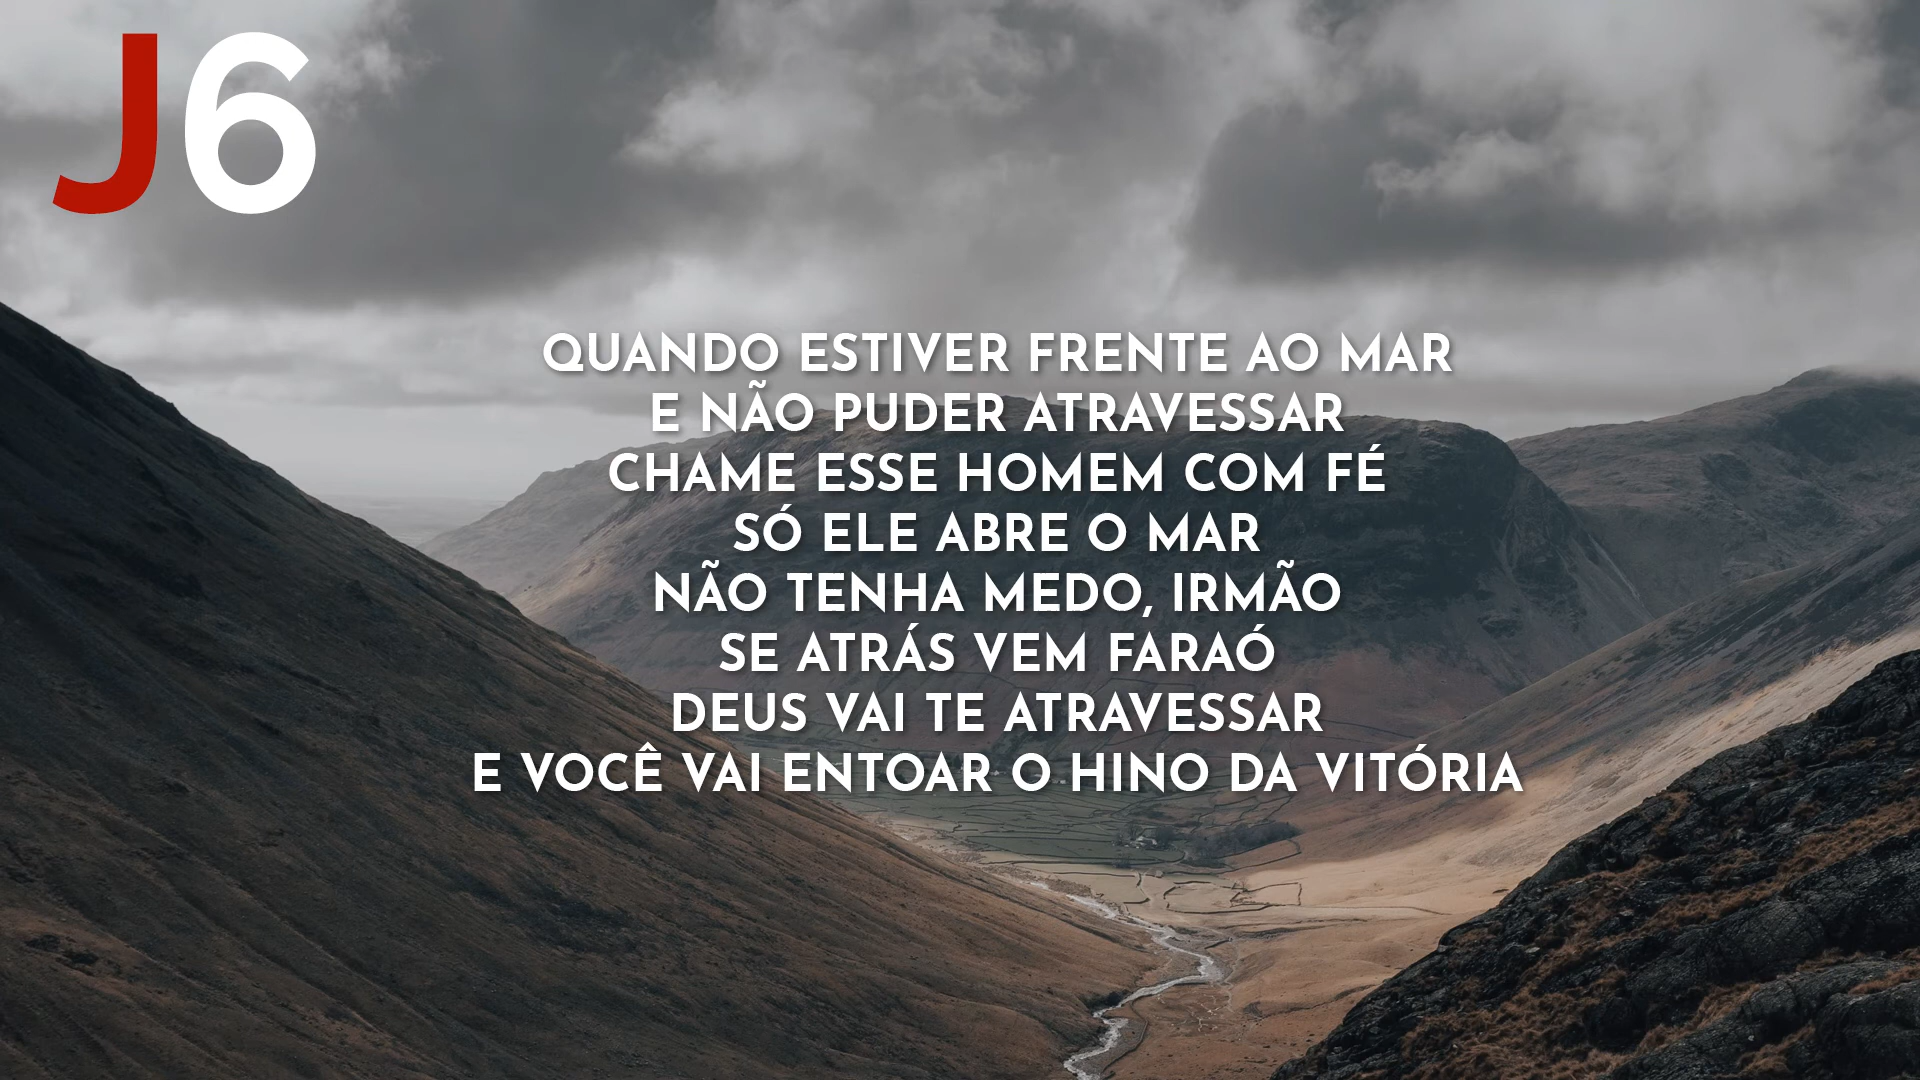 J6
QUANDO ESTIVER FRENTE AO MAR
E NÃO PUDER ATRAVESSAR
CHAME ESSE HOMEM COM FÉ
SÓ ELE ABRE O MAR
NÃO TENHA MEDO, IRMÃO
SE ATRÁS VEM FARAÓ
DEUS VAI TE ATRAVESSAR
E VOCÊ VAI ENTOAR O HINO DA VITÓRIA